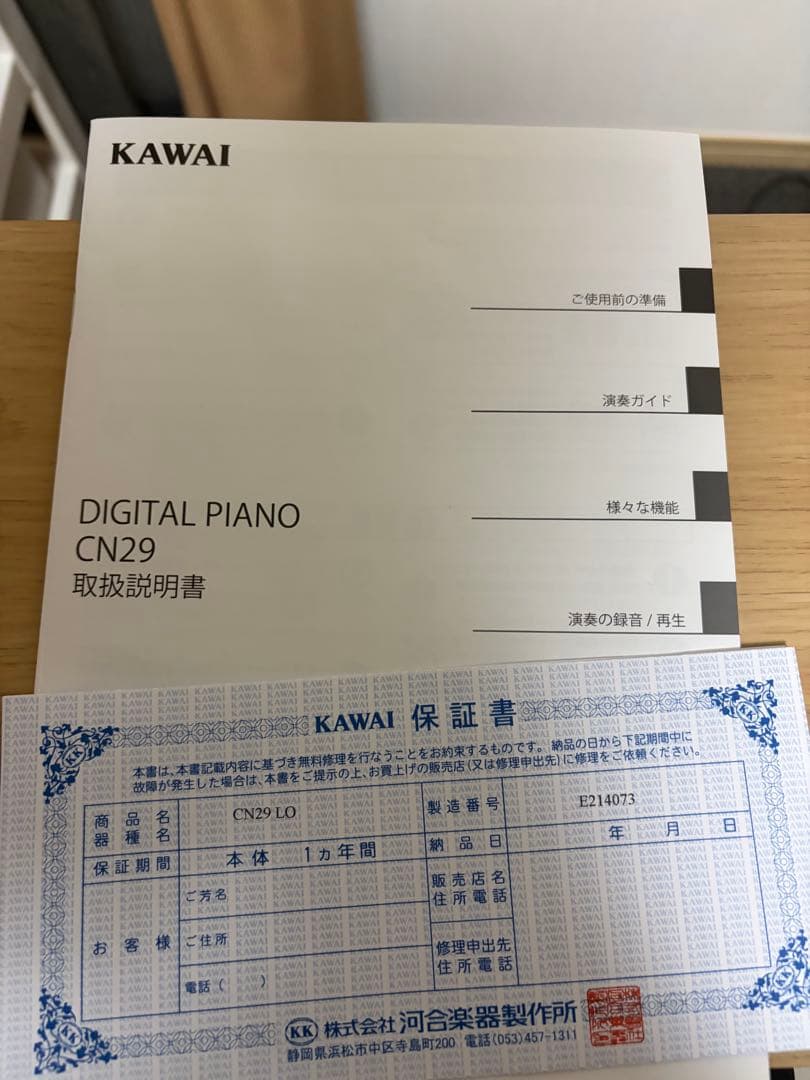 KAWAI
ご使用前の準備
演奏ガイド
様々な機能
演奏の録音 / 再生
DIGITAL PIANO
CN29
取扱説明書
KAWAI 保証書
本書は、本書記載内容に基づき無料修理を行なうことをお約束するものです。 納品の日から下記期間中に
故障が発生した場合は、本書をご提示の上、お買上げの販売店(又は修理申出先)に修理をご依頼ください。
商品名
器種名
CN29 LO
製造番号
E214073
保証期間
本体 1ヵ年間
納品日
年 月 日
お客様
ご芳名
ご住所
電話( )
販売店名
住所電話
修理申出先
住所電話
KK 株式会社 河合楽器製作所
静岡県浜松市中区寺島町200 電話(053)457-1311